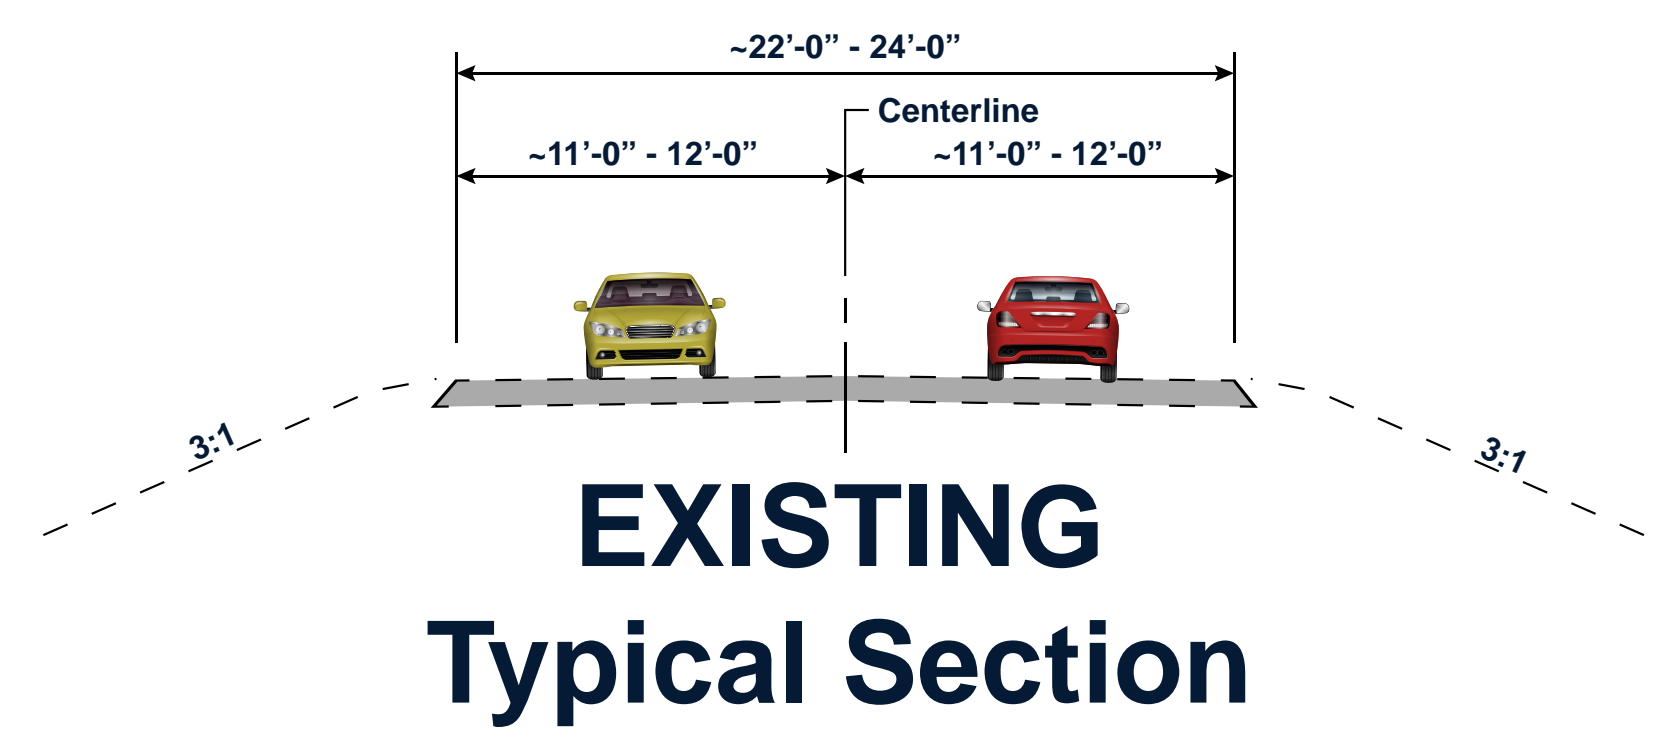 ~22’-0” - 24’-0”
Centerline
~11’-0” - 12’-0”
~11’-0” - 12’-0”
3:1
3:1
EXISTING
Typical Section